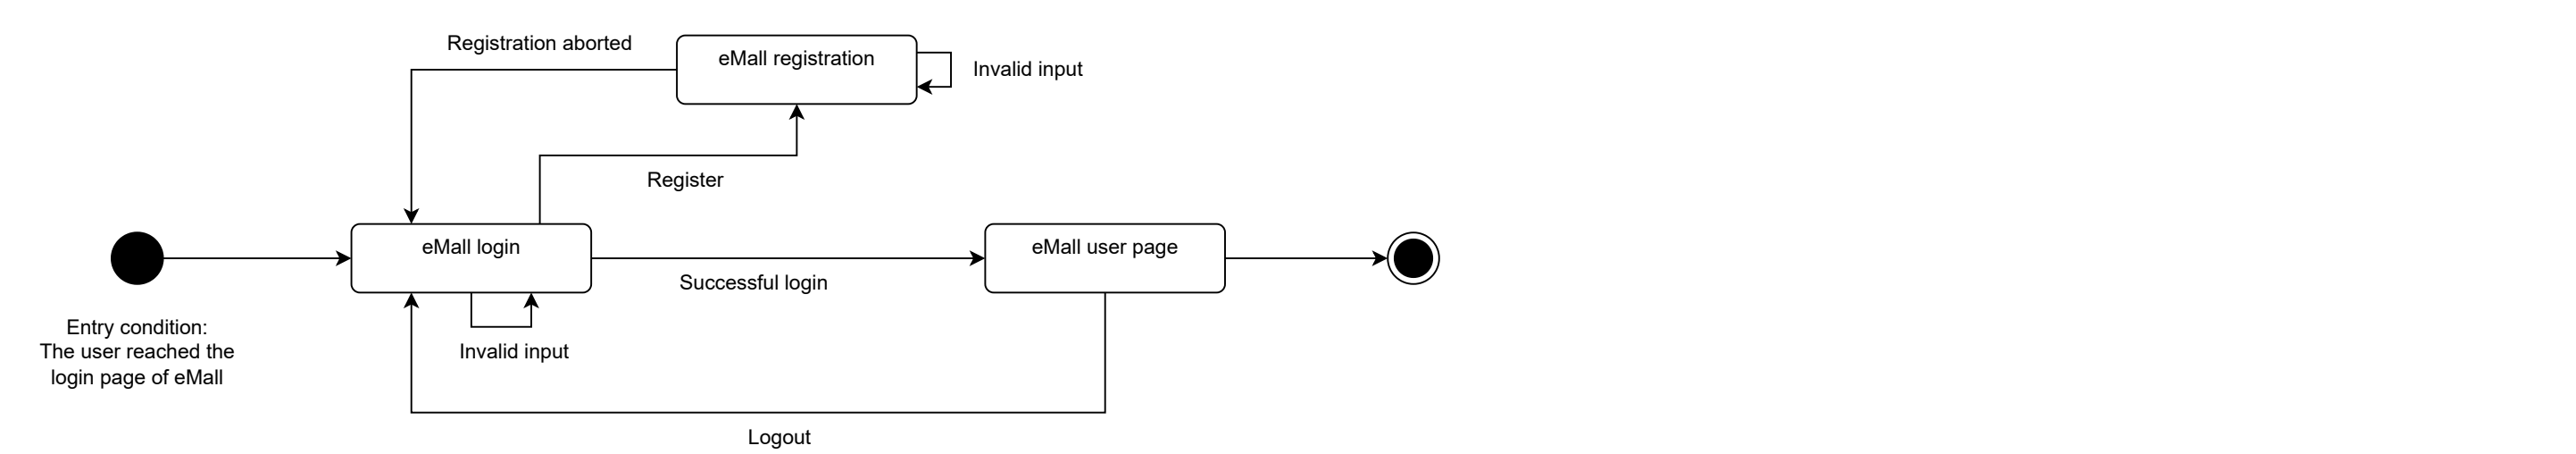 Registration aborted
eMall registration
Invalid input
Register
eMall login
eMall user page
Successful login
Entry condition:
The user reached the
login page of eMall
Invalid input
Logout